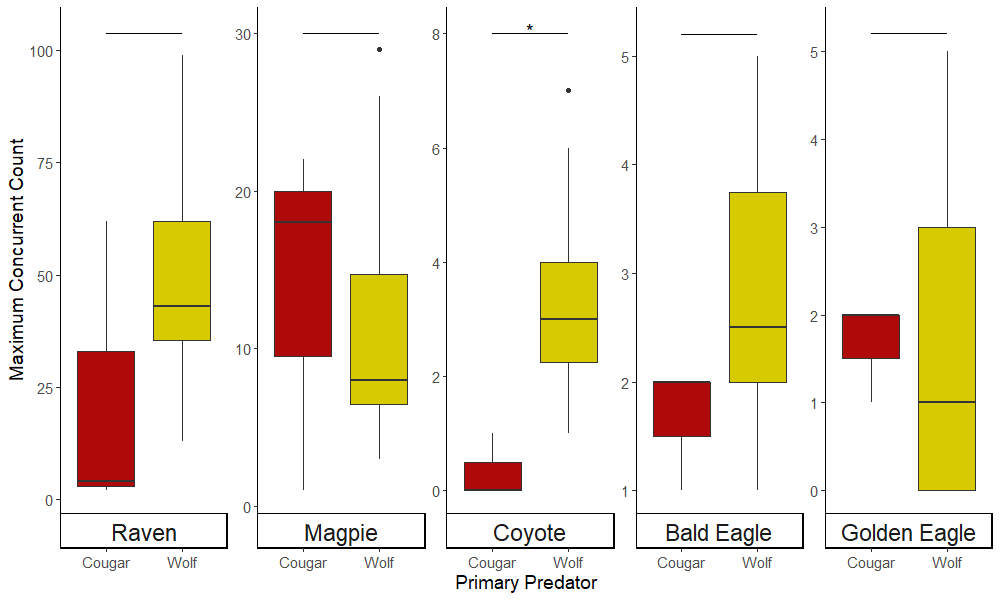 Maximum Concurrent Count
100
75
50
25
0
30
20
10
0
*
8
6
4
2
0
5
4
3
2
1
5
4
3
2
1
0
Raven
Magpie
Coyote
Bald Eagle
Golden Eagle
Cougar Wolf
Cougar Wolf
Cougar Wolf
Cougar Wolf
Cougar Wolf
Primary Predator